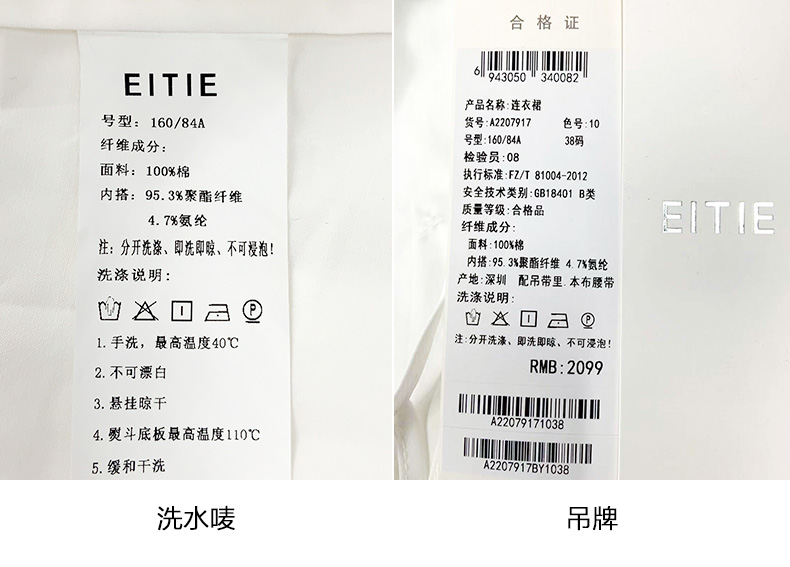 EITIE
号型: 160/84A
纤维成分:
面料: 100%棉
内搭: 95.3%聚酯纤维
4.7%氨纶
注: 分开洗涤、即洗即晾、不可浸泡!
洗涤说明:
P
1.手洗, 最高温度40℃
2.不可漂白
3.悬挂晾干
4.熨斗底板最高温度110℃
5.缓和干洗
洗水唛
合格证
6 943050 340082
产品名称:连衣裙
货号:A2207917 色号:10
号型:160/84A 38码
检验员:08
执行标准:FZ/T 81004-2012
安全技术类别:GB18401 B类
质量等级:合格品
纤维成分:
面料:100%棉
内搭:95.3%聚酯纤维 4.7%氨纶
产地:深圳 配吊带里.本布腰带
洗涤说明:
P
注:分开洗涤、即洗即晾、不可浸泡!
RMB:2099
A22079171038
A2207917BY1038
EITIE
吊牌